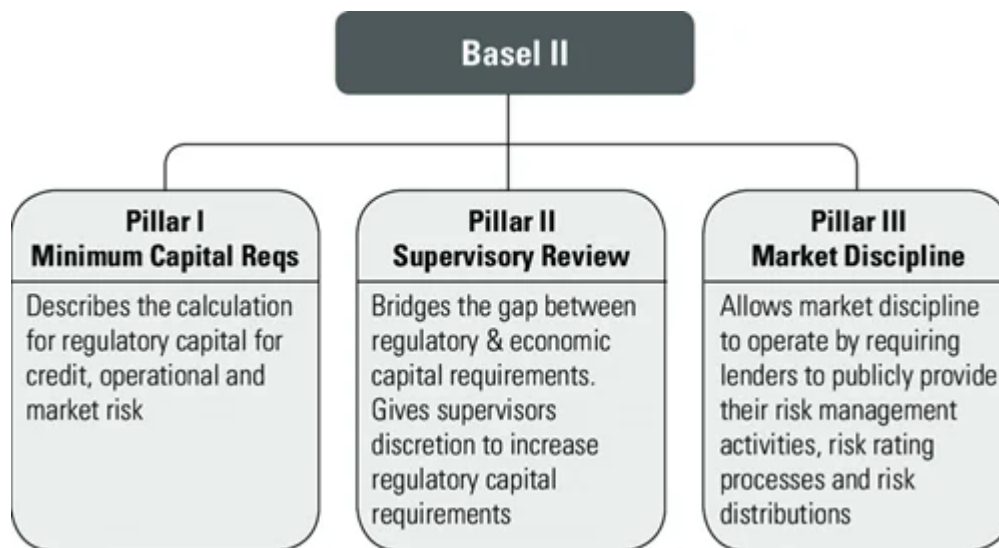 Basel II
Pillar I
Minimum Capital Reqs
Describes the calculation
for regulatory capital for
credit, operational and
market risk
Pillar II
Supervisory Review
Bridges the gap between
regulatory & economic
capital requirements.
Gives supervisors
discretion to increase
regulatory capital
requirements
Pillar III
Market Discipline
Allows market discipline
to operate by requiring
lenders to publicly provide
their risk management
activities, risk rating
processes and risk
distributions